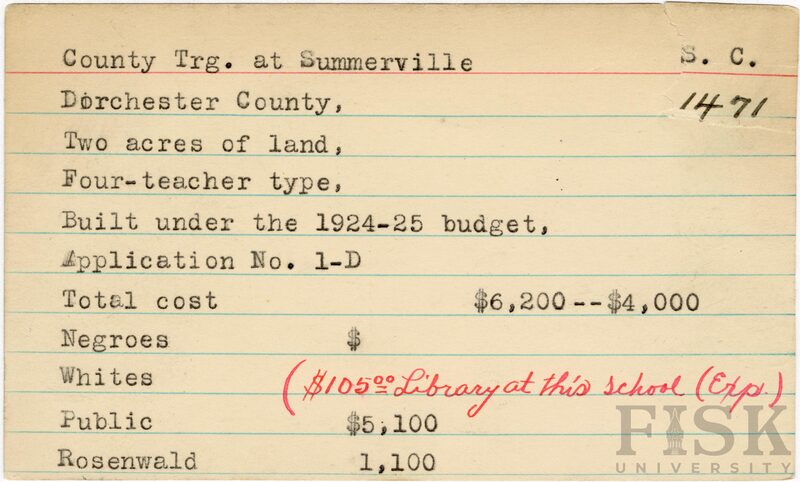 County Trg. at Summerville S. C.
Dorchester County, 1471
Two acres of land,
Four-teacher type,
Built under the 1924-25 budget,
Application No. 1-D
Total cost $6,200--$4,000
Negroes $
Whites ($105.00 Library at this school (Exp.)
Public $5,100
Rosenwald 1,100
FISK
UNIVERSITY